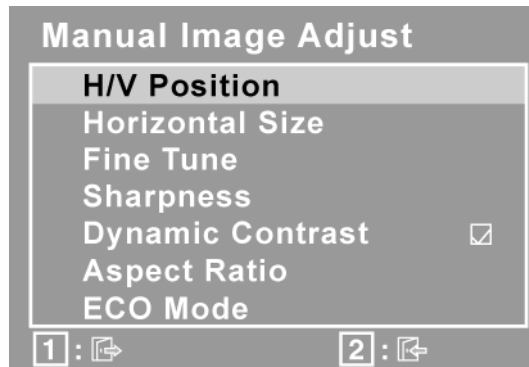 Manual Image Adjust
H/V Position
Horizontal Size
Fine Tune
Sharpness
Dynamic Contrast
Aspect Ratio
ECO Mode
1 : 2 :